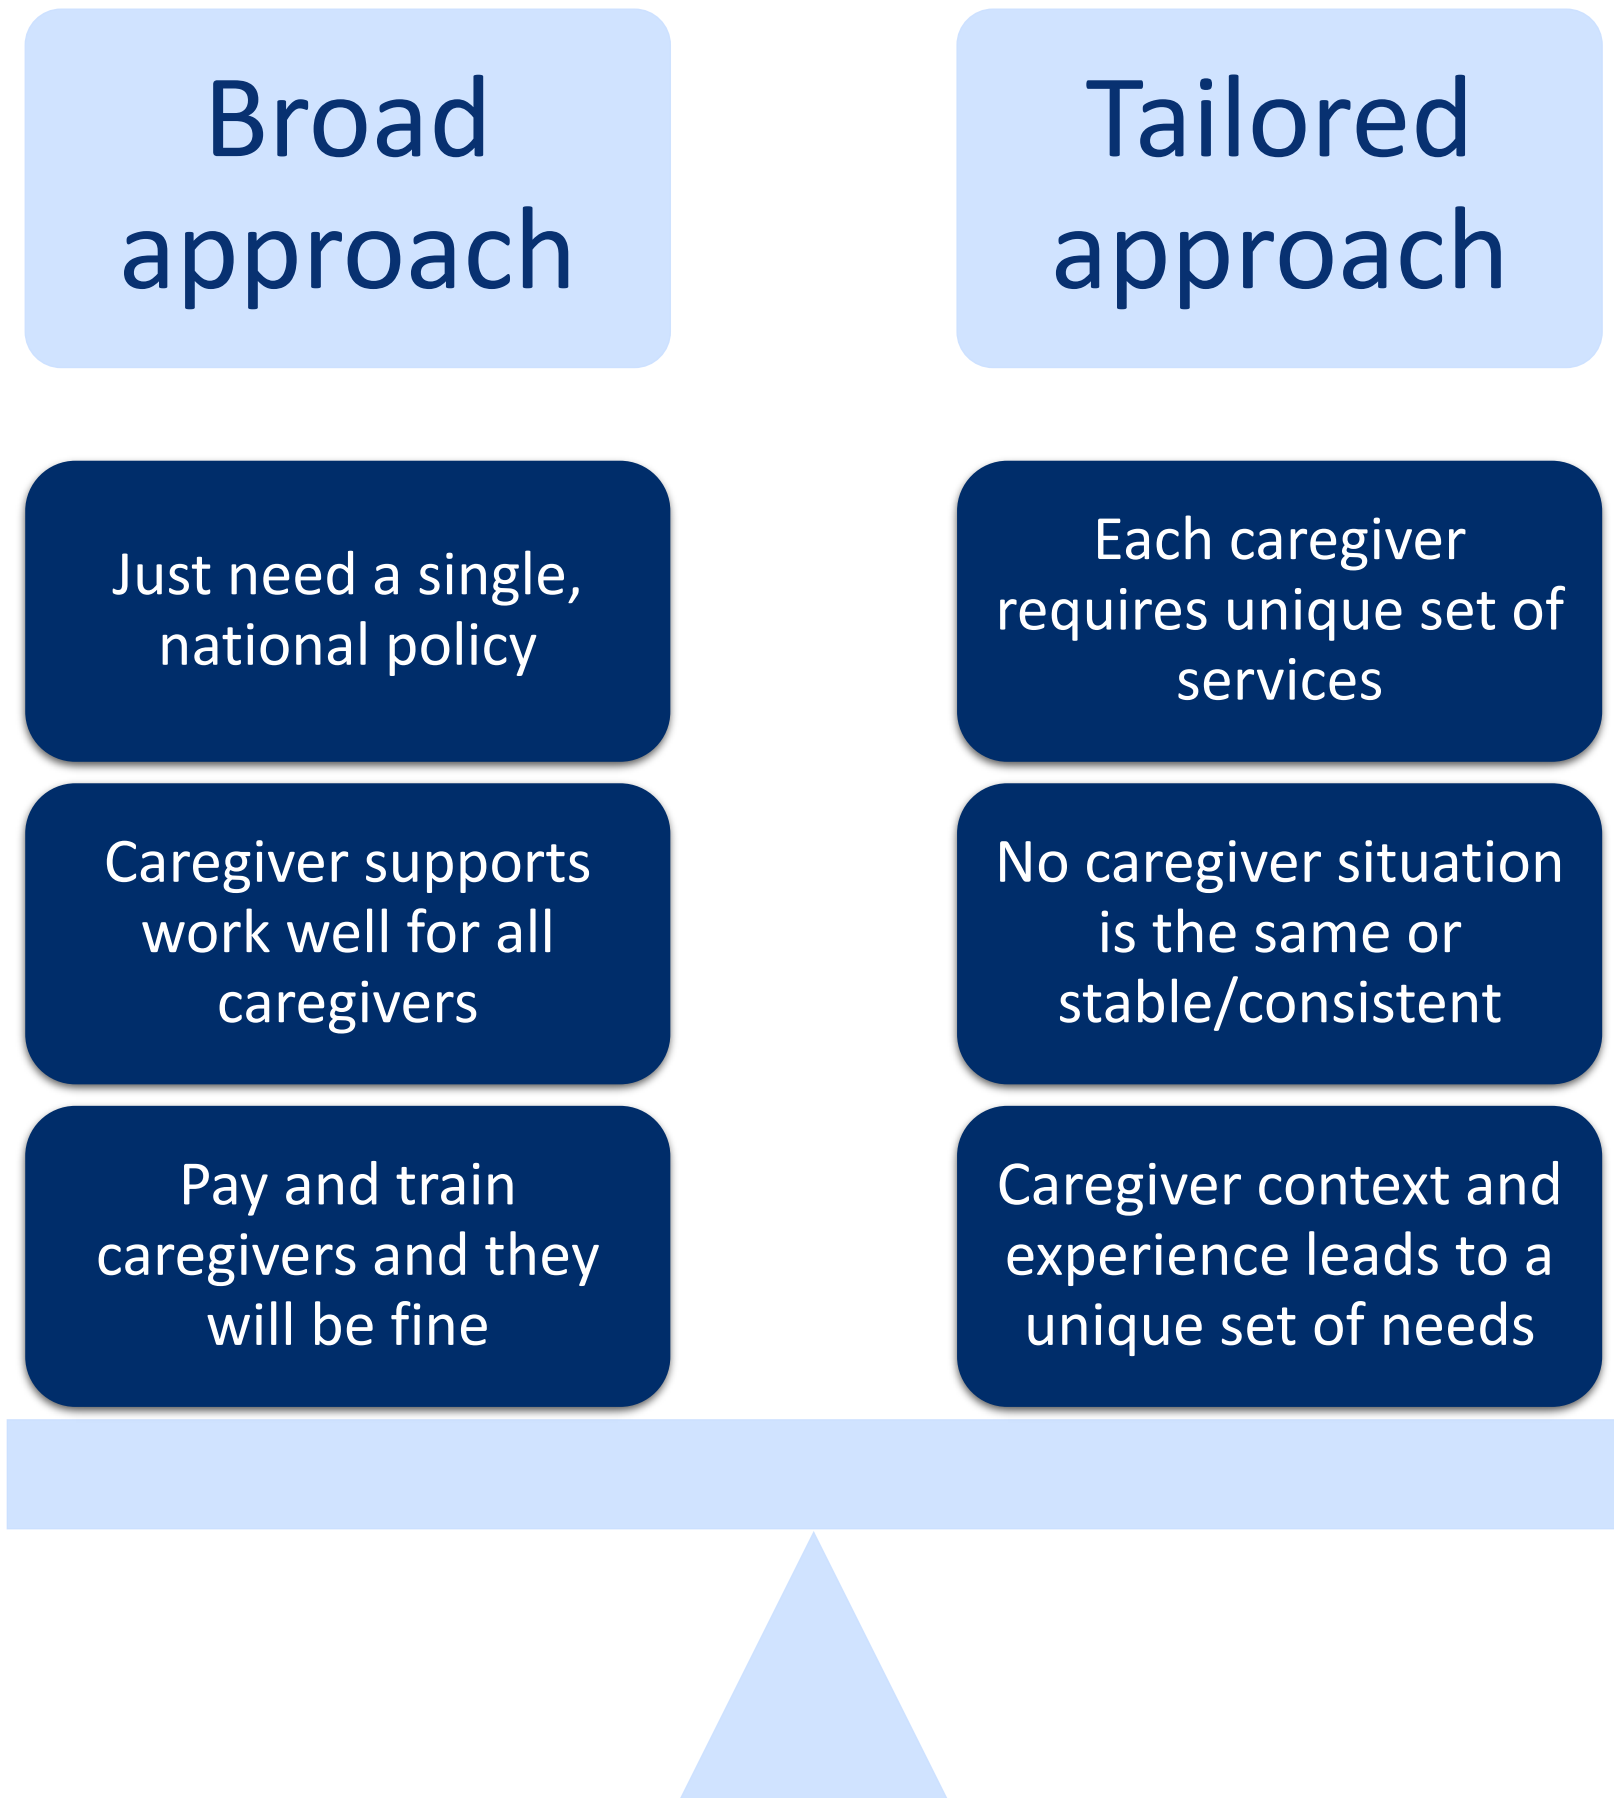 Broad
approach
Just need a single,
national policy
Caregiver supports
work well for all
caregivers
Pay and train
caregivers and they
will be fine
Tailored
approach
Each caregiver
requires unique set of
services
No caregiver situation
is the same or
stable/consistent
Caregiver context and
experience leads to a
unique set of needs